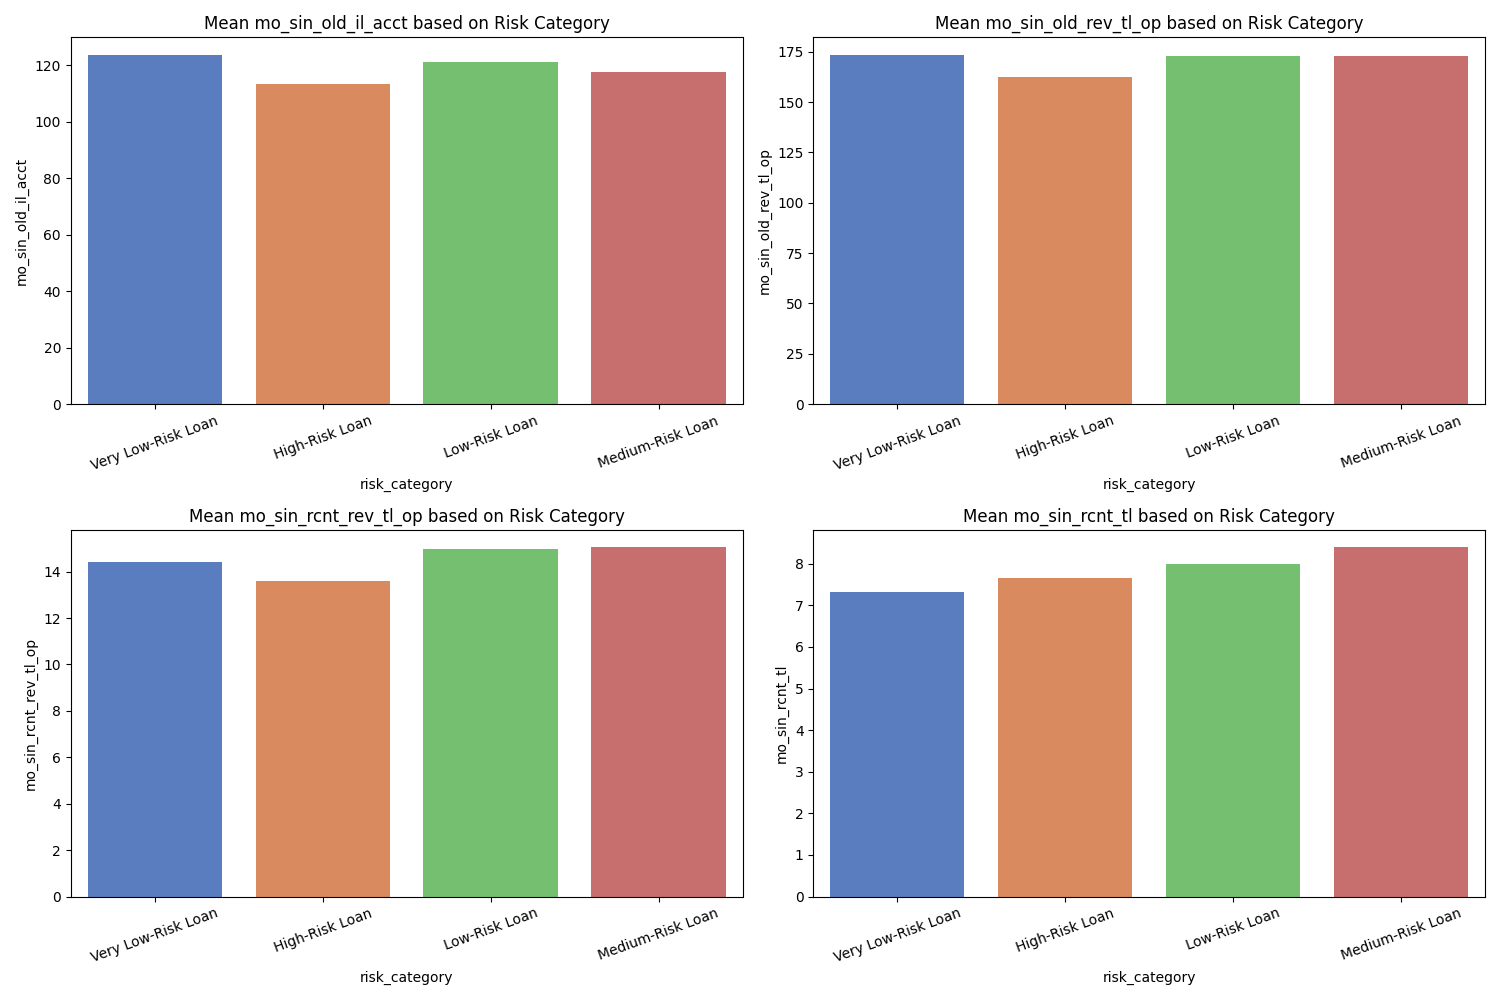 Mean mo_sin_old_il_acct based on Risk Category
120
100
80
60
40
20
0
mo_sin_old_il_acct
Very Low-Risk Loan
High-Risk Loan
Low-Risk Loan
Medium-Risk Loan
risk_category
Mean mo_sin_old_rev_tl_op based on Risk Category
175
150
125
100
75
50
25
0
mo_sin_old_rev_tl_op
Very Low-Risk Loan
High-Risk Loan
Low-Risk Loan
Medium-Risk Loan
risk_category
Mean mo_sin_rcnt_rev_tl_op based on Risk Category
14
12
10
8
6
4
2
0
mo_sin_rcnt_rev_tl_op
Very Low-Risk Loan
High-Risk Loan
Low-Risk Loan
Medium-Risk Loan
risk_category
Mean mo_sin_rcnt_tl based on Risk Category
8
7
6
5
4
3
2
1
0
mo_sin_rcnt_tl
Very Low-Risk Loan
High-Risk Loan
Low-Risk Loan
Medium-Risk Loan
risk_category